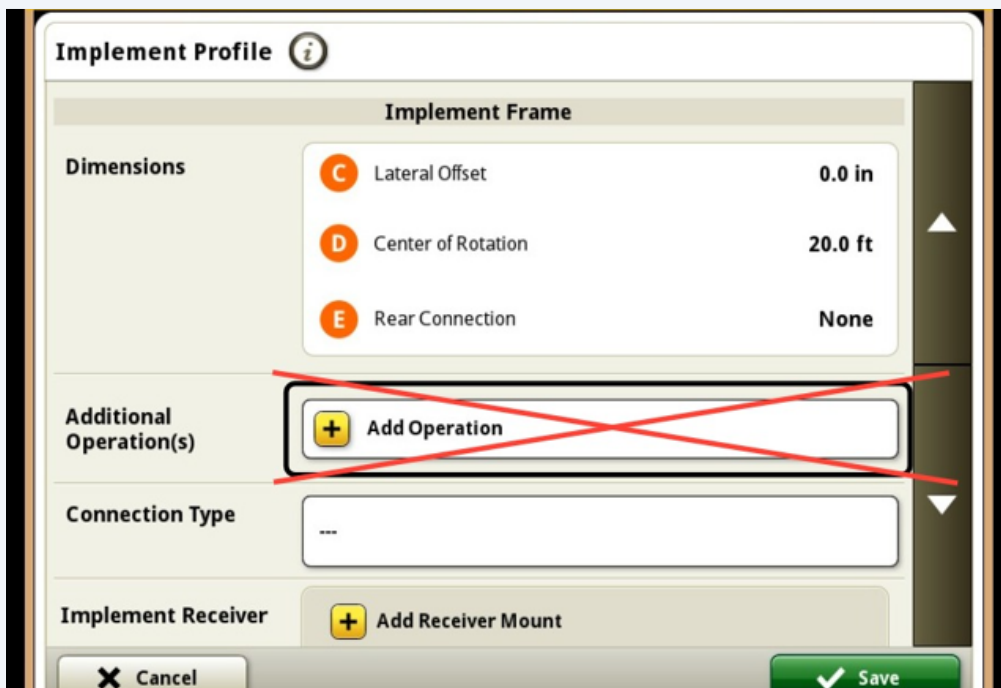 Implement Profile i
Implement Frame
Dimensions
C Lateral Offset 0.0 in
D Center of Rotation 20.0 ft
E Rear Connection None
Additional
Operation(s)
+ Add Operation
Connection Type
---
Implement Receiver
+ Add Receiver Mount
Cancel
Save